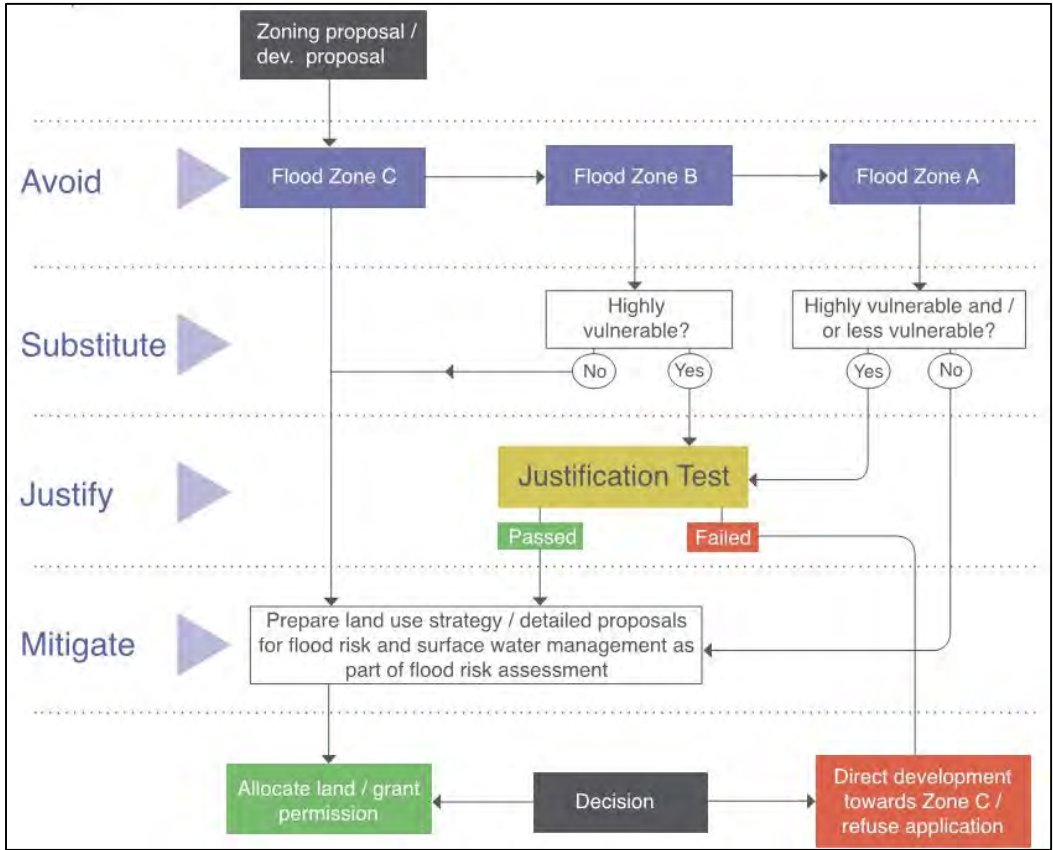 Zoning proposal /
dev. proposal
Avoid
Flood Zone C
Flood Zone B
Flood Zone A
Substitute
Highly
vulnerable?
Highly vulnerable and /
or less vulnerable?
No
Yes
Yes
No
Justify
Justification Test
Passed
Failed
Mitigate
Prepare land use strategy / detailed proposals
for flood risk and surface water management as
part of flood risk assessment
Allocate land / grant
permission
Decision
Direct development
towards Zone C /
refuse application